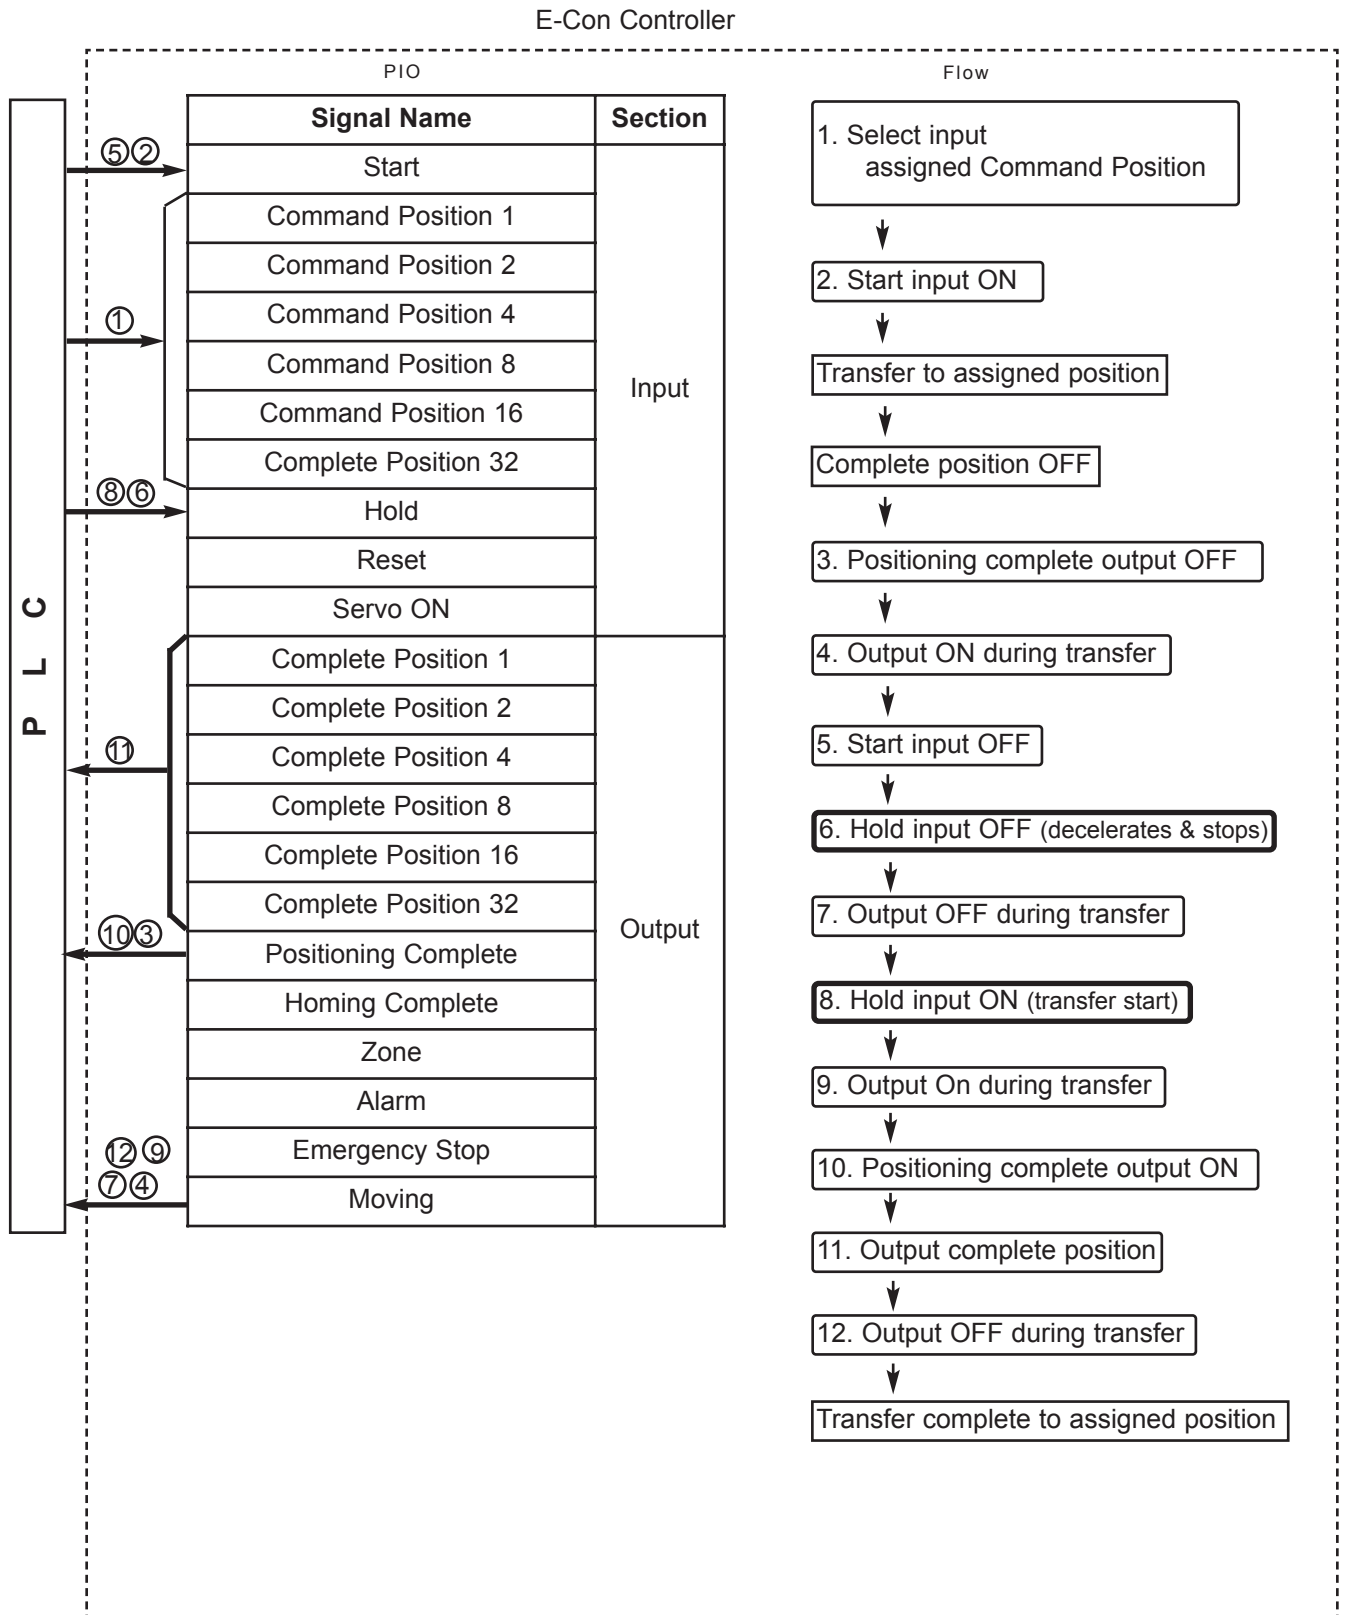 E-Con Controller
PIO
Flow
Signal Name
Section
⑤②
Start
Command Position 1
Command Position 2
①
Command Position 4
Command Position 8
Command Position 16
Complete Position 32
⑧⑥
Hold
Reset
Servo ON
Input
PLC
Complete Position 1
Complete Position 2
⑪
Complete Position 4
Complete Position 8
Complete Position 16
Complete Position 32
⑩③
Positioning Complete
Homing Complete
Zone
Alarm
Emergency Stop
⑫ ⑨
⑦④
Moving
Output
1. Select input
assigned Command Position
2. Start input ON
Transfer to assigned position
Complete position OFF
3. Positioning complete output OFF
4. Output ON during transfer
5. Start input OFF
6. Hold input OFF (decelerates & stops)
7. Output OFF during transfer
8. Hold input ON (transfer start)
9. Output On during transfer
10. Positioning complete output ON
11. Output complete position
12. Output OFF during transfer
Transfer complete to assigned position